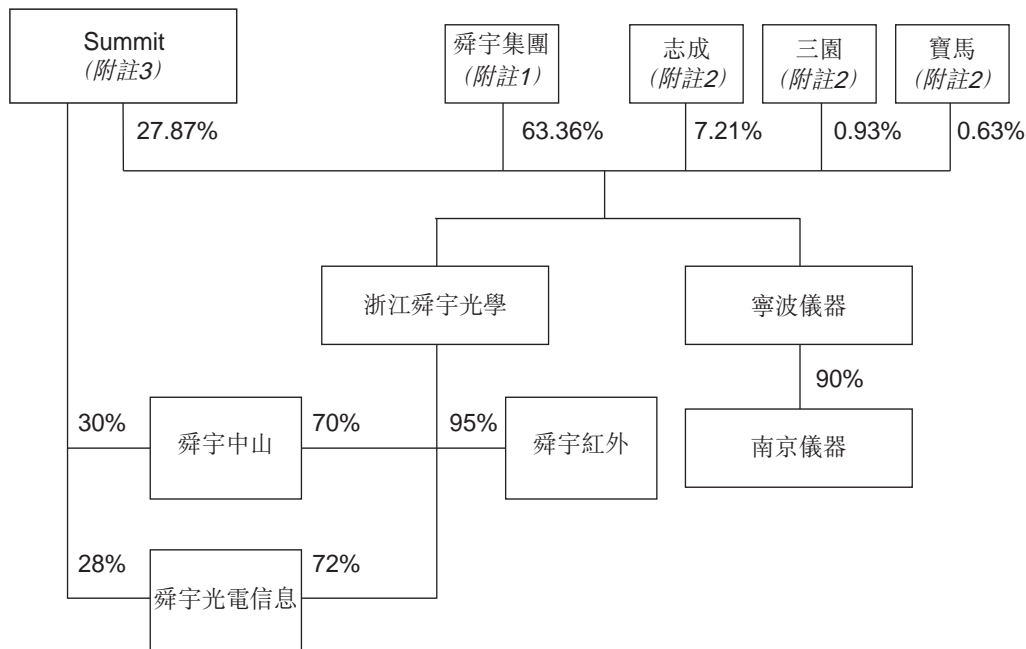 Summit
（附註3）
舜宇集團
（附註1）
志成
（附註2）
三園
（附註2）
寶馬
（附註2）
27.87%
63.36%
7.21%
0.93%
0.63%
浙江舜宇光學
寧波儀器
90%
30%
舜宇中山
70%
95%
舜宇紅外
南京儀器
28%
舜宇光電信息
72%